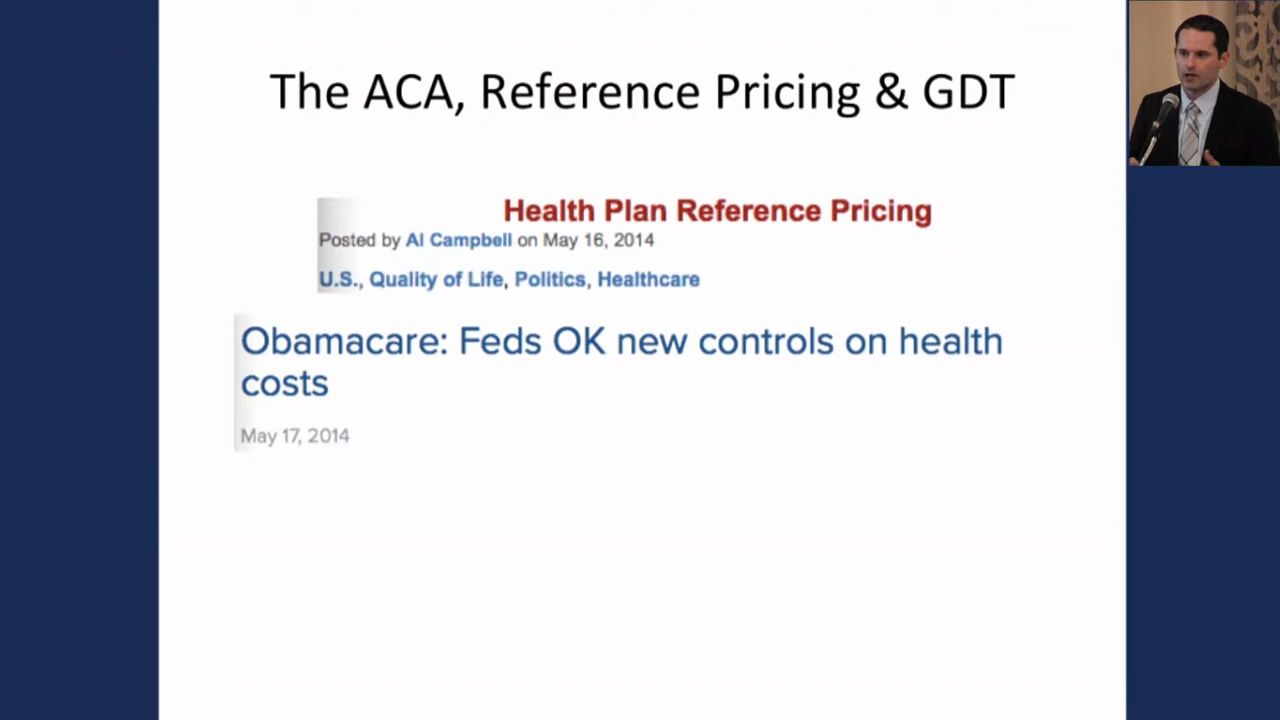 The ACA, Reference Pricing & GDT
Health Plan Reference Pricing
Posted by Al Campbell on May 16, 2014
U.S., Quality of Life, Politics, Healthcare
Obamacare: Feds OK new controls on health
costs
May 17, 2014